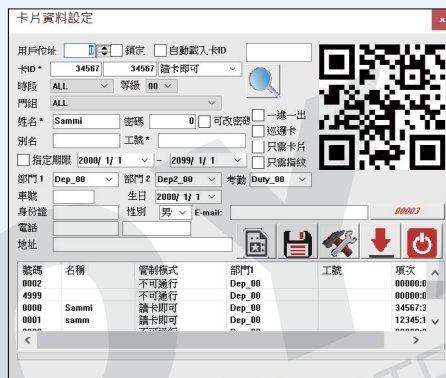 卡片資料設定
用戶位址 0 鎖定 自動載入卡ID
卡ID * 34567 34567 讀卡即可
時段 ALL 等級 00
門組 ALL
姓名 * Sammi 密碼 0 可改密碼 一進一出
別名 工號 * 巡邏卡
只需卡片
指定期限 2000/ 1/ 1 – 2099/ 1/ 1 只需指紋
部門 1 Dep_00 部門 2 Dep2_00 考勤 Duty_00
車號 生日 2000/ 1/ 1
身份證 性別 男 E-mail: 00003
電話
地址
號碼 名稱 管制模式 部門1 工號 項次
0002 不可通行 Dep_00 00000:0
4999 不可通行 Dep_00 00000:0
0000 Sammi 讀卡即可 Dep_00 34567:3
0001 samm 讀卡即可 Dep_00 12345:1